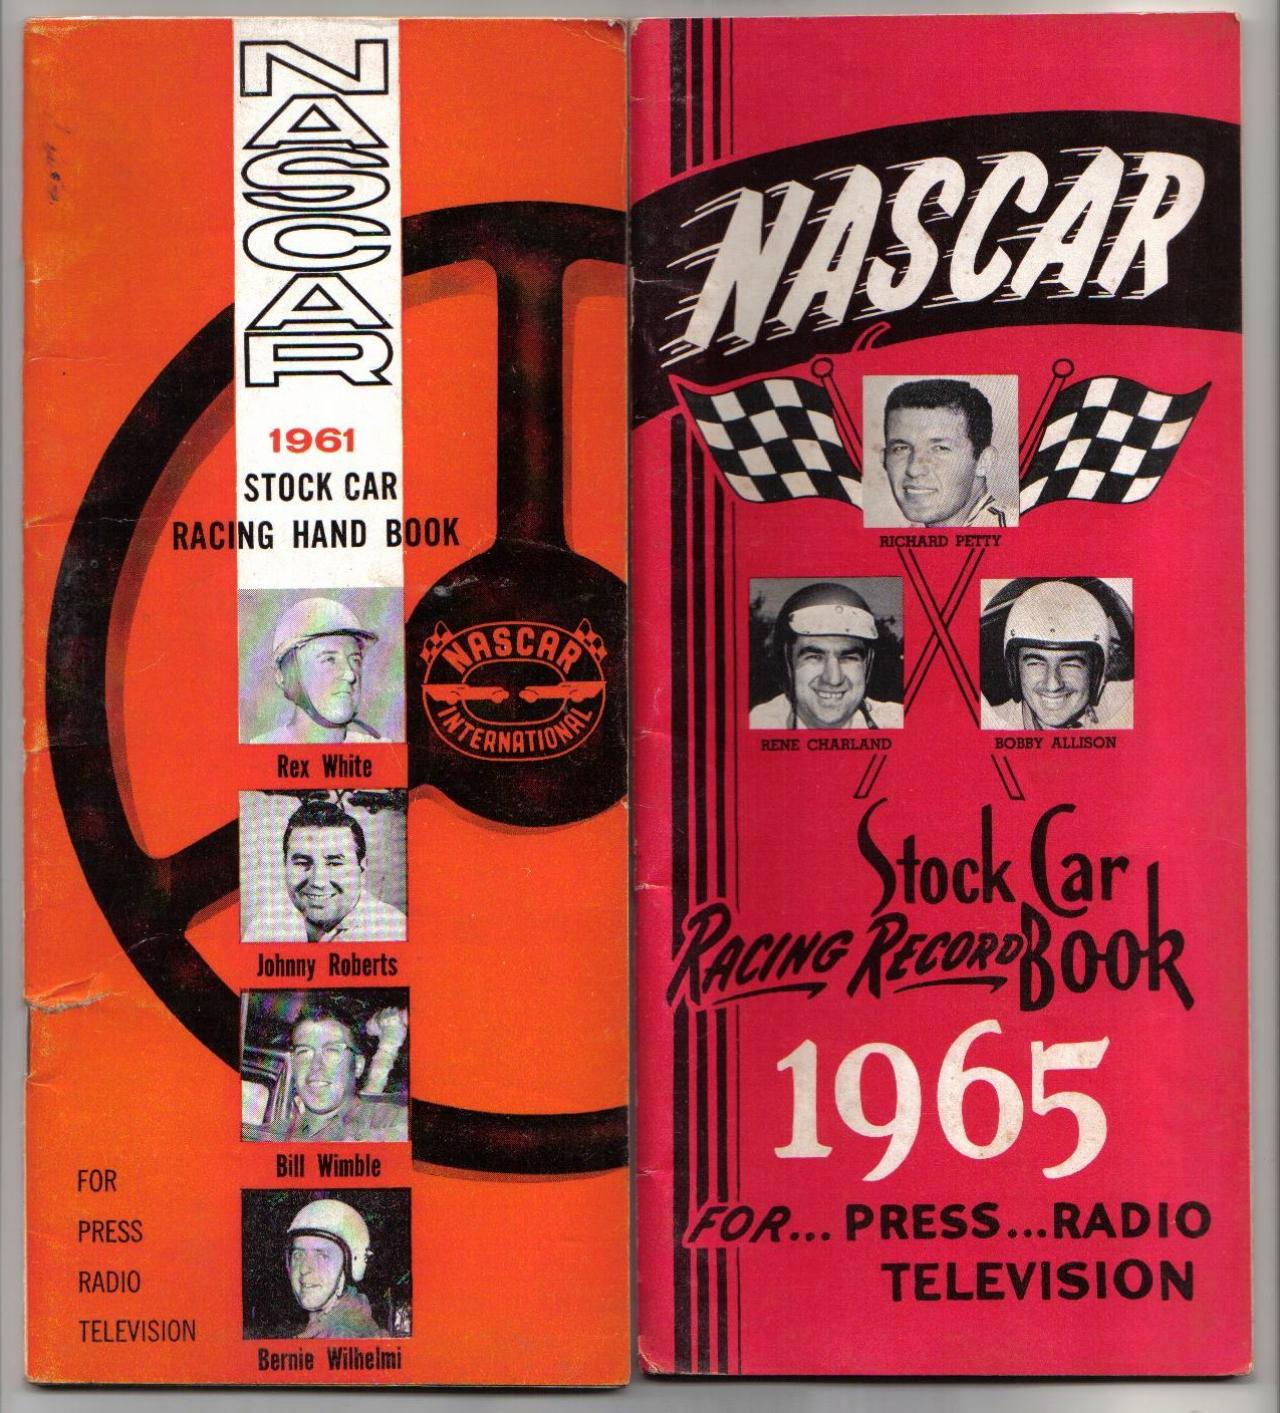 NASCAR
1961
STOCK CAR
RACING HAND BOOK
NASCAR
INTERNATIONAL
Rex White
Johnny Roberts
Bill Wimble
Bernie Wilhelmi
FOR
PRESS
RADIO
TELEVISION
NASCAR
RICHARD PETTY
RENE CHARLAND
BOBBY ALLISON
Stock Car
RACING RECORD Book
1965
FOR... PRESS...RADIO
TELEVISION